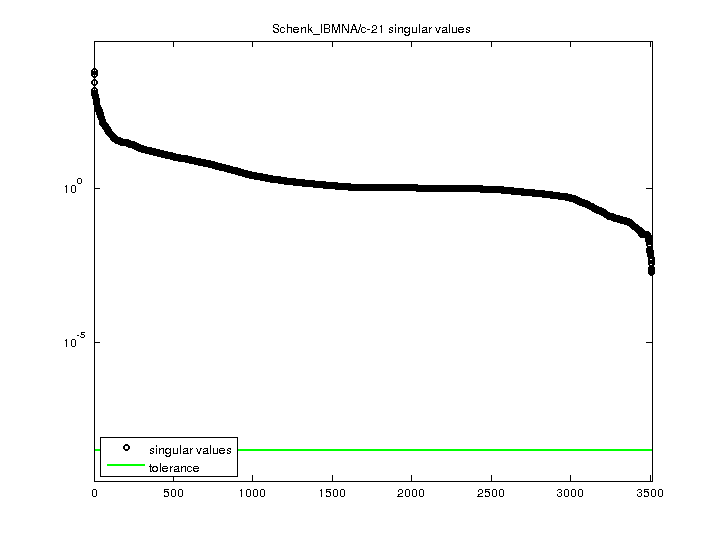 Schenk_IBMNA/c-21 singular values
10^0
10^-5
singular values
tolerance
0 500 1000 1500 2000 2500 3000 3500